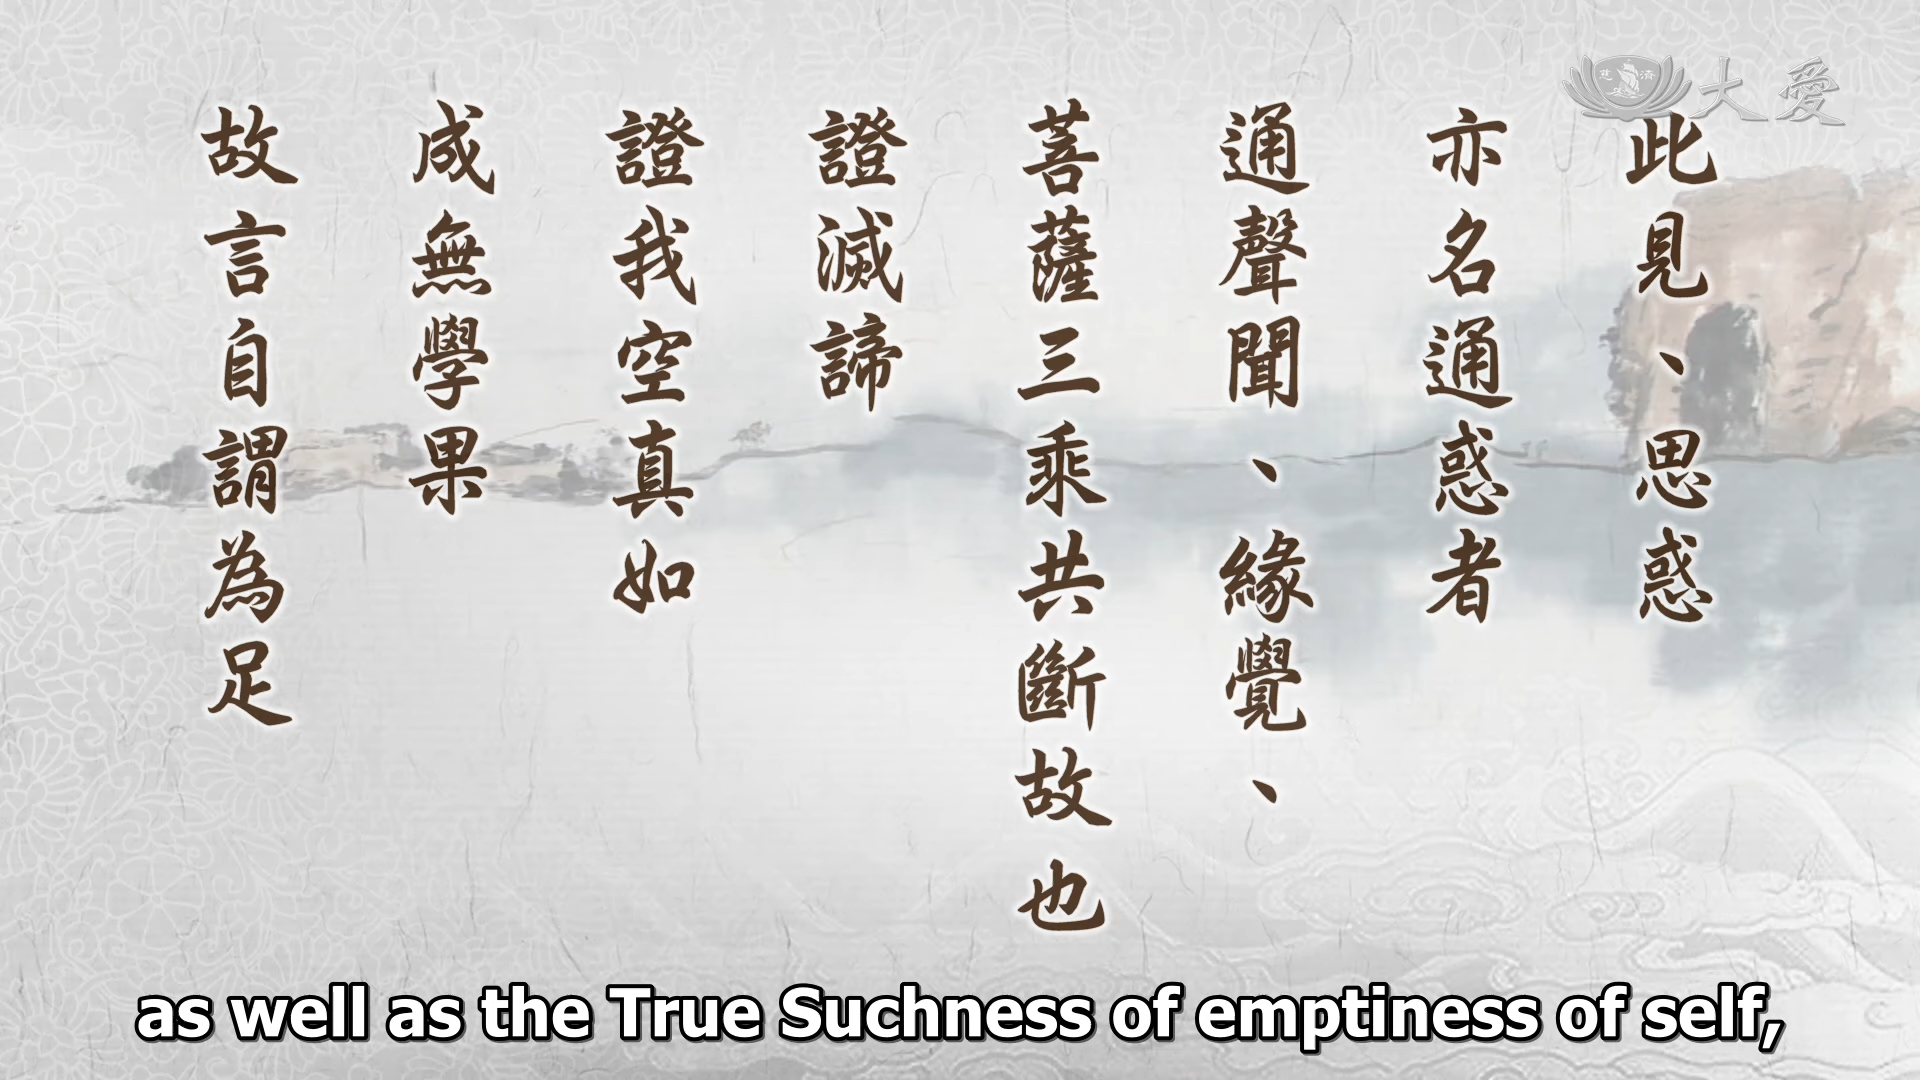 大愛
慈濟
此見、思惑
亦名通惑者
通聲聞、緣覺、
菩薩三乘共斷故也
證滅諦
證我空真如
成無學果
故言自謂為足
as well as the True Suchness of emptiness of self,